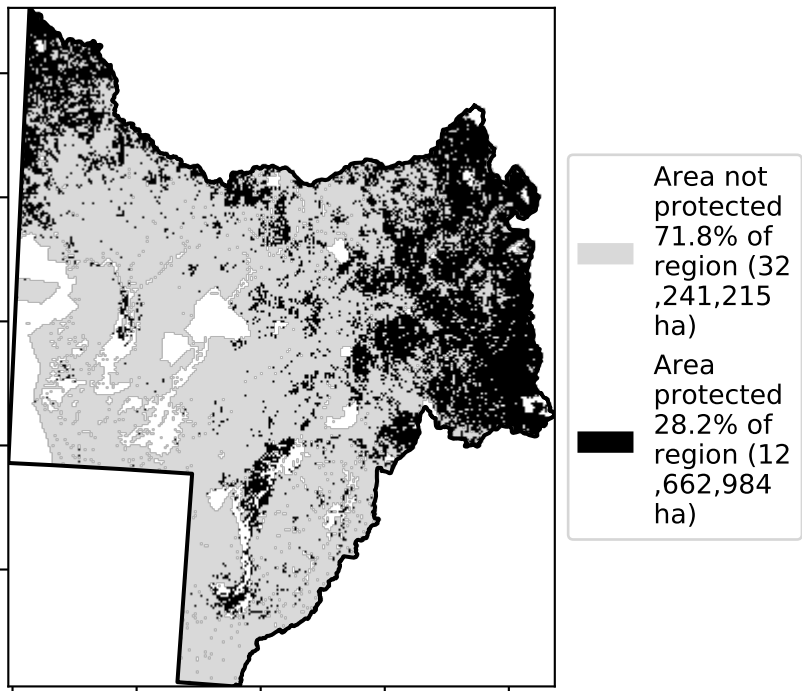 Area not
protected
71.8% of
region (32
,241,215
ha)
Area
protected
28.2% of
region (12
,662,984
ha)